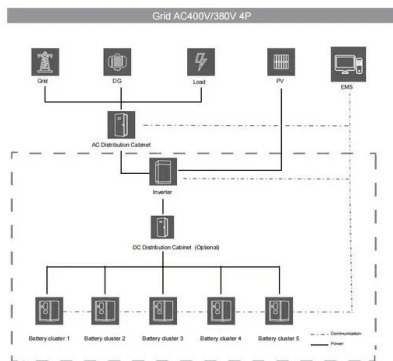 Grid AC400V/380V 4P
Grid
DG
Load
PV
EMS
AC Distribution Cabinet
Inverter
DC Distribution Cabinet (Optional)
Battery cluster 1
Battery cluster 2
Battery cluster 3
Battery cluster 4
Battery cluster 5
Communication
Power